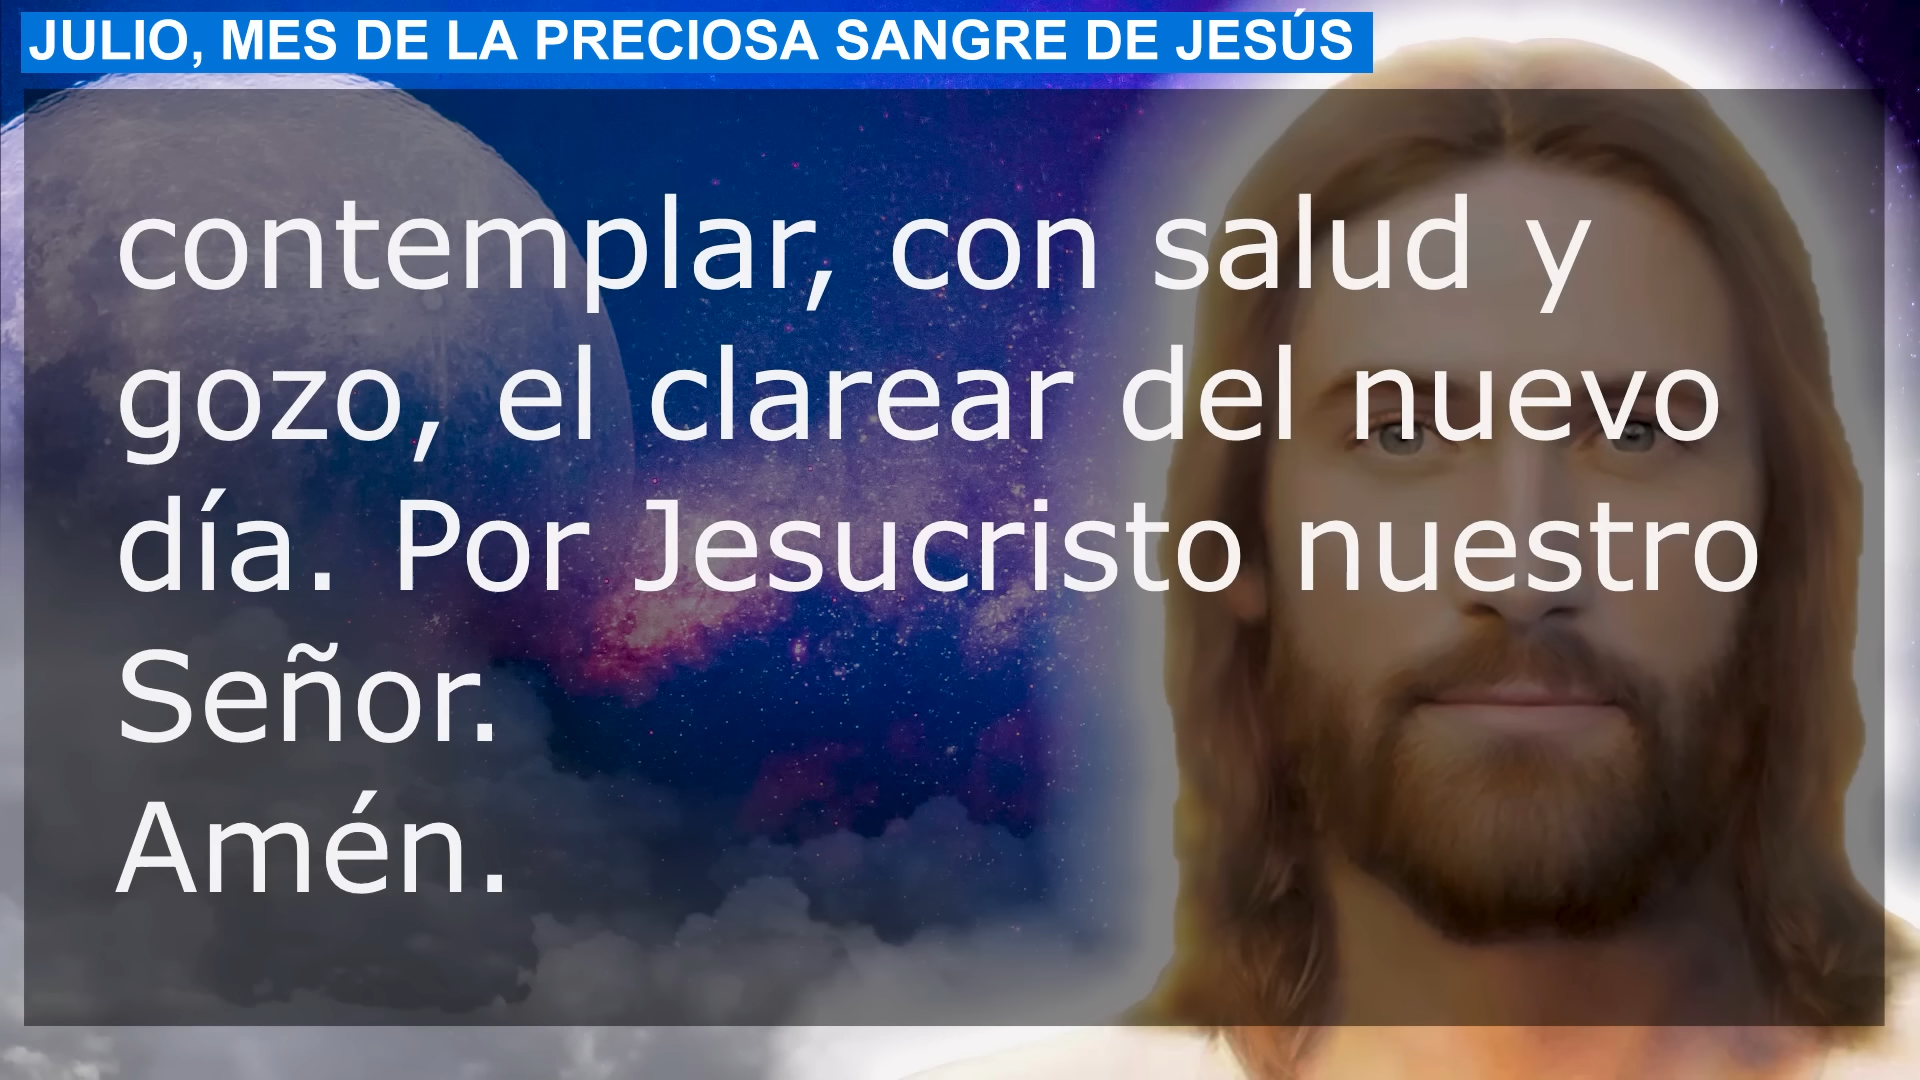 JULIO, MES DE LA PRECIOSA SANGRE DE JESÚS
contemplar, con salud y
gozo, el clarear del nuevo
día. Por Jesucristo nuestro
Señor.
Amén.